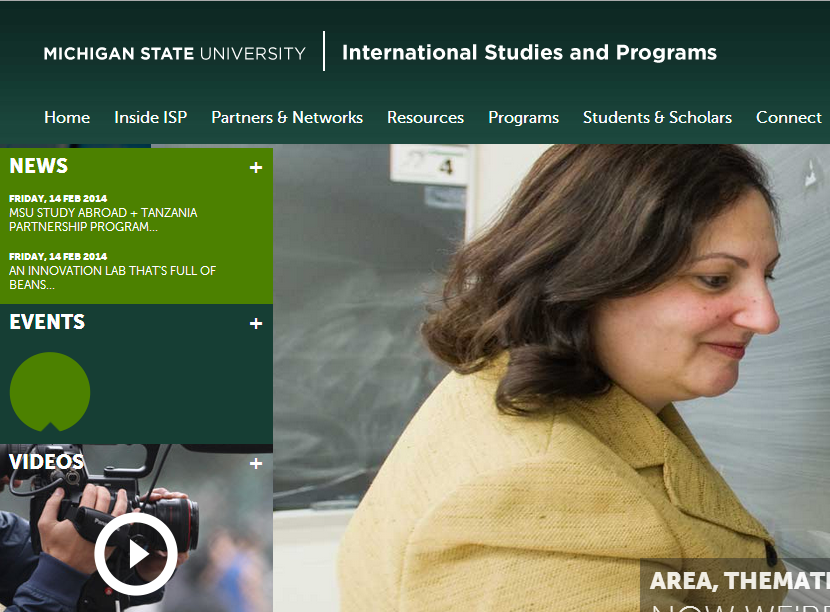 MICHIGAN STATE UNIVERSITY International Studies and Programs
Home Inside ISP Partners & Networks Resources Programs Students & Scholars Connect
NEWS +
FRIDAY, 14 FEB 2014
MSU STUDY ABROAD + TANZANIA
PARTNERSHIP PROGRAM...
FRIDAY, 14 FEB 2014
AN INNOVATION LAB THAT'S FULL OF
BEANS...
EVENTS +
VIDEOS +
4
AREA, THEMATI